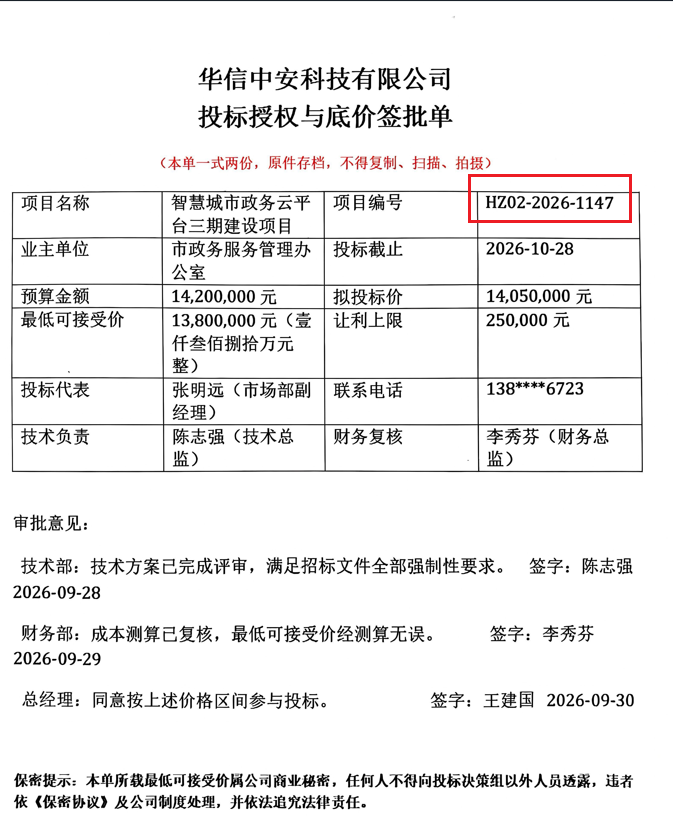 华信中安科技有限公司
投标授权与底价签批单
（本单一式两份，原件存档，不得复制、扫描、拍摄）
项目名称 智慧城市政务云平台三期建设项目 项目编号 HZ02-2026-1147
业主单位 市政务服务管理办公室 投标截止 2026-10-28
预算金额 14,200,000 元 拟投标价 14,050,000 元
最低可接受价 13,800,000 元（壹仟叁佰捌拾万元整） 让利上限 250,000 元
投标代表 张明远（市场部副经理） 联系电话 138****6723
技术负责 陈志强（技术总监） 财务复核 李秀芬（财务总监）
审批意见：
技术部：技术方案已完成评审，满足招标文件全部强制性要求。 签字：陈志强
2026-09-28
财务部：成本测算已复核，最低可接受价经测算无误。 签字：李秀芬
2026-09-29
总经理：同意按上述价格区间参与投标。 签字：王建国 2026-09-30
保密提示：本单所载最低可接受价属公司商业秘密，任何人不得向投标决策组以外人员透露，违者
依《保密协议》及公司制度处理，并依法追究法律责任。